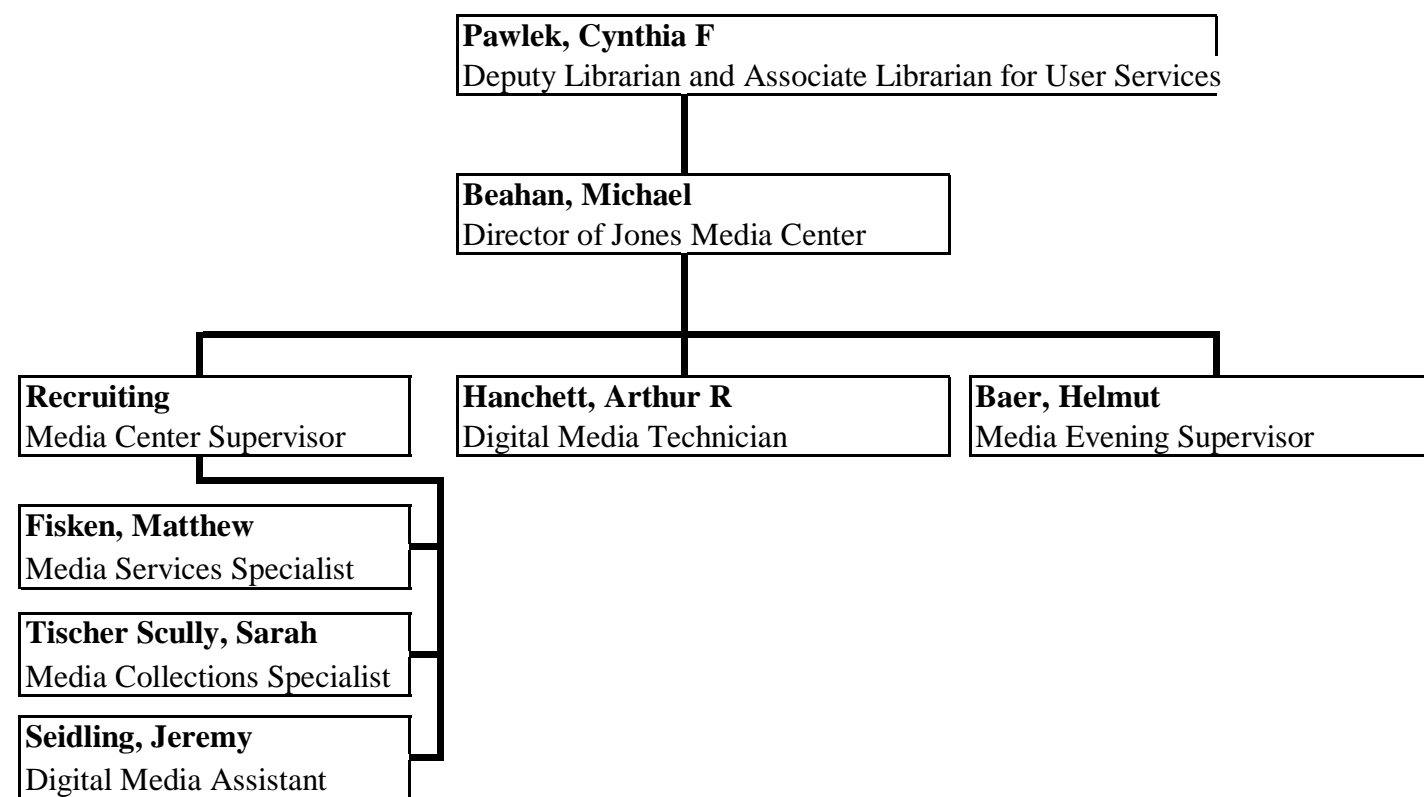 Pawlek, Cynthia F
Deputy Librarian and Associate Librarian for User Services
Beahan, Michael
Director of Jones Media Center
Recruiting
Media Center Supervisor
Hanchett, Arthur R
Digital Media Technician
Baer, Helmut
Media Evening Supervisor
Fisken, Matthew
Media Services Specialist
Tischer Scully, Sarah
Media Collections Specialist
Seidling, Jeremy
Digital Media Assistant